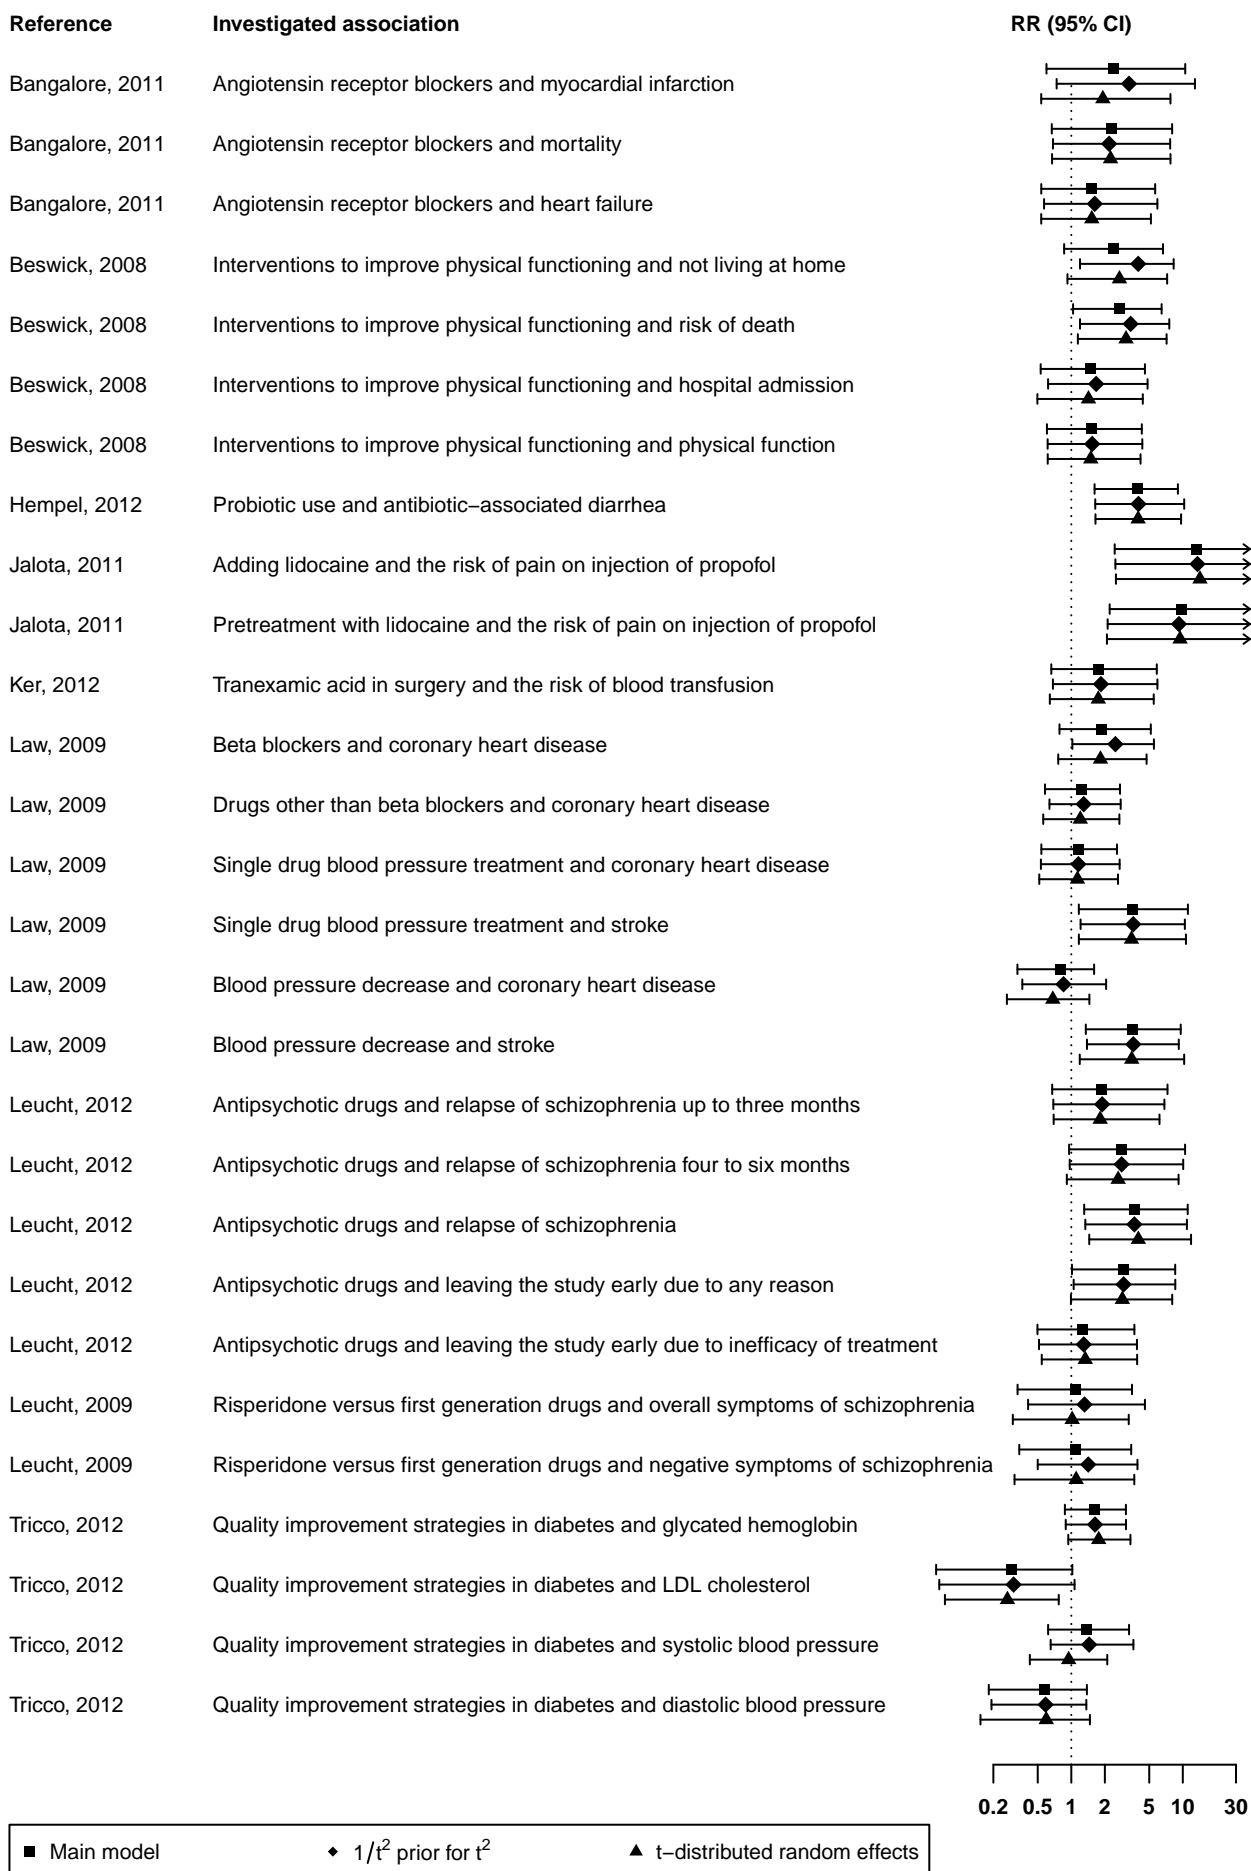 Reference Investigated association RR (95% CI)
Bangalore, 2011 Angiotensin receptor blockers and myocardial infarction
Bangalore, 2011 Angiotensin receptor blockers and mortality
Bangalore, 2011 Angiotensin receptor blockers and heart failure
Beswick, 2008 Interventions to improve physical functioning and not living at home
Beswick, 2008 Interventions to improve physical functioning and risk of death
Beswick, 2008 Interventions to improve physical functioning and hospital admission
Beswick, 2008 Interventions to improve physical functioning and physical function
Hempel, 2012 Probiotic use and antibiotic−associated diarrhea
Jalota, 2011 Adding lidocaine and the risk of pain on injection of propofol
Jalota, 2011 Pretreatment with lidocaine and the risk of pain on injection of propofol
Ker, 2012 Tranexamic acid in surgery and the risk of blood transfusion
Law, 2009 Beta blockers and coronary heart disease
Law, 2009 Drugs other than beta blockers and coronary heart disease
Law, 2009 Single drug blood pressure treatment and coronary heart disease
Law, 2009 Single drug blood pressure treatment and stroke
Law, 2009 Blood pressure decrease and coronary heart disease
Law, 2009 Blood pressure decrease and stroke
Leucht, 2012 Antipsychotic drugs and relapse of schizophrenia up to three months
Leucht, 2012 Antipsychotic drugs and relapse of schizophrenia four to six months
Leucht, 2012 Antipsychotic drugs and relapse of schizophrenia
Leucht, 2012 Antipsychotic drugs and leaving the study early due to any reason
Leucht, 2012 Antipsychotic drugs and leaving the study early due to inefficacy of treatment
Leucht, 2009 Risperidone versus first generation drugs and overall symptoms of schizophrenia
Leucht, 2009 Risperidone versus first generation drugs and negative symptoms of schizophrenia
Tricco, 2012 Quality improvement strategies in diabetes and glycated hemoglobin
Tricco, 2012 Quality improvement strategies in diabetes and LDL cholesterol
Tricco, 2012 Quality improvement strategies in diabetes and systolic blood pressure
Tricco, 2012 Quality improvement strategies in diabetes and diastolic blood pressure
0.2 0.5 1 2 5 10 30
Main model 1/t² prior for t² t−distributed random effects